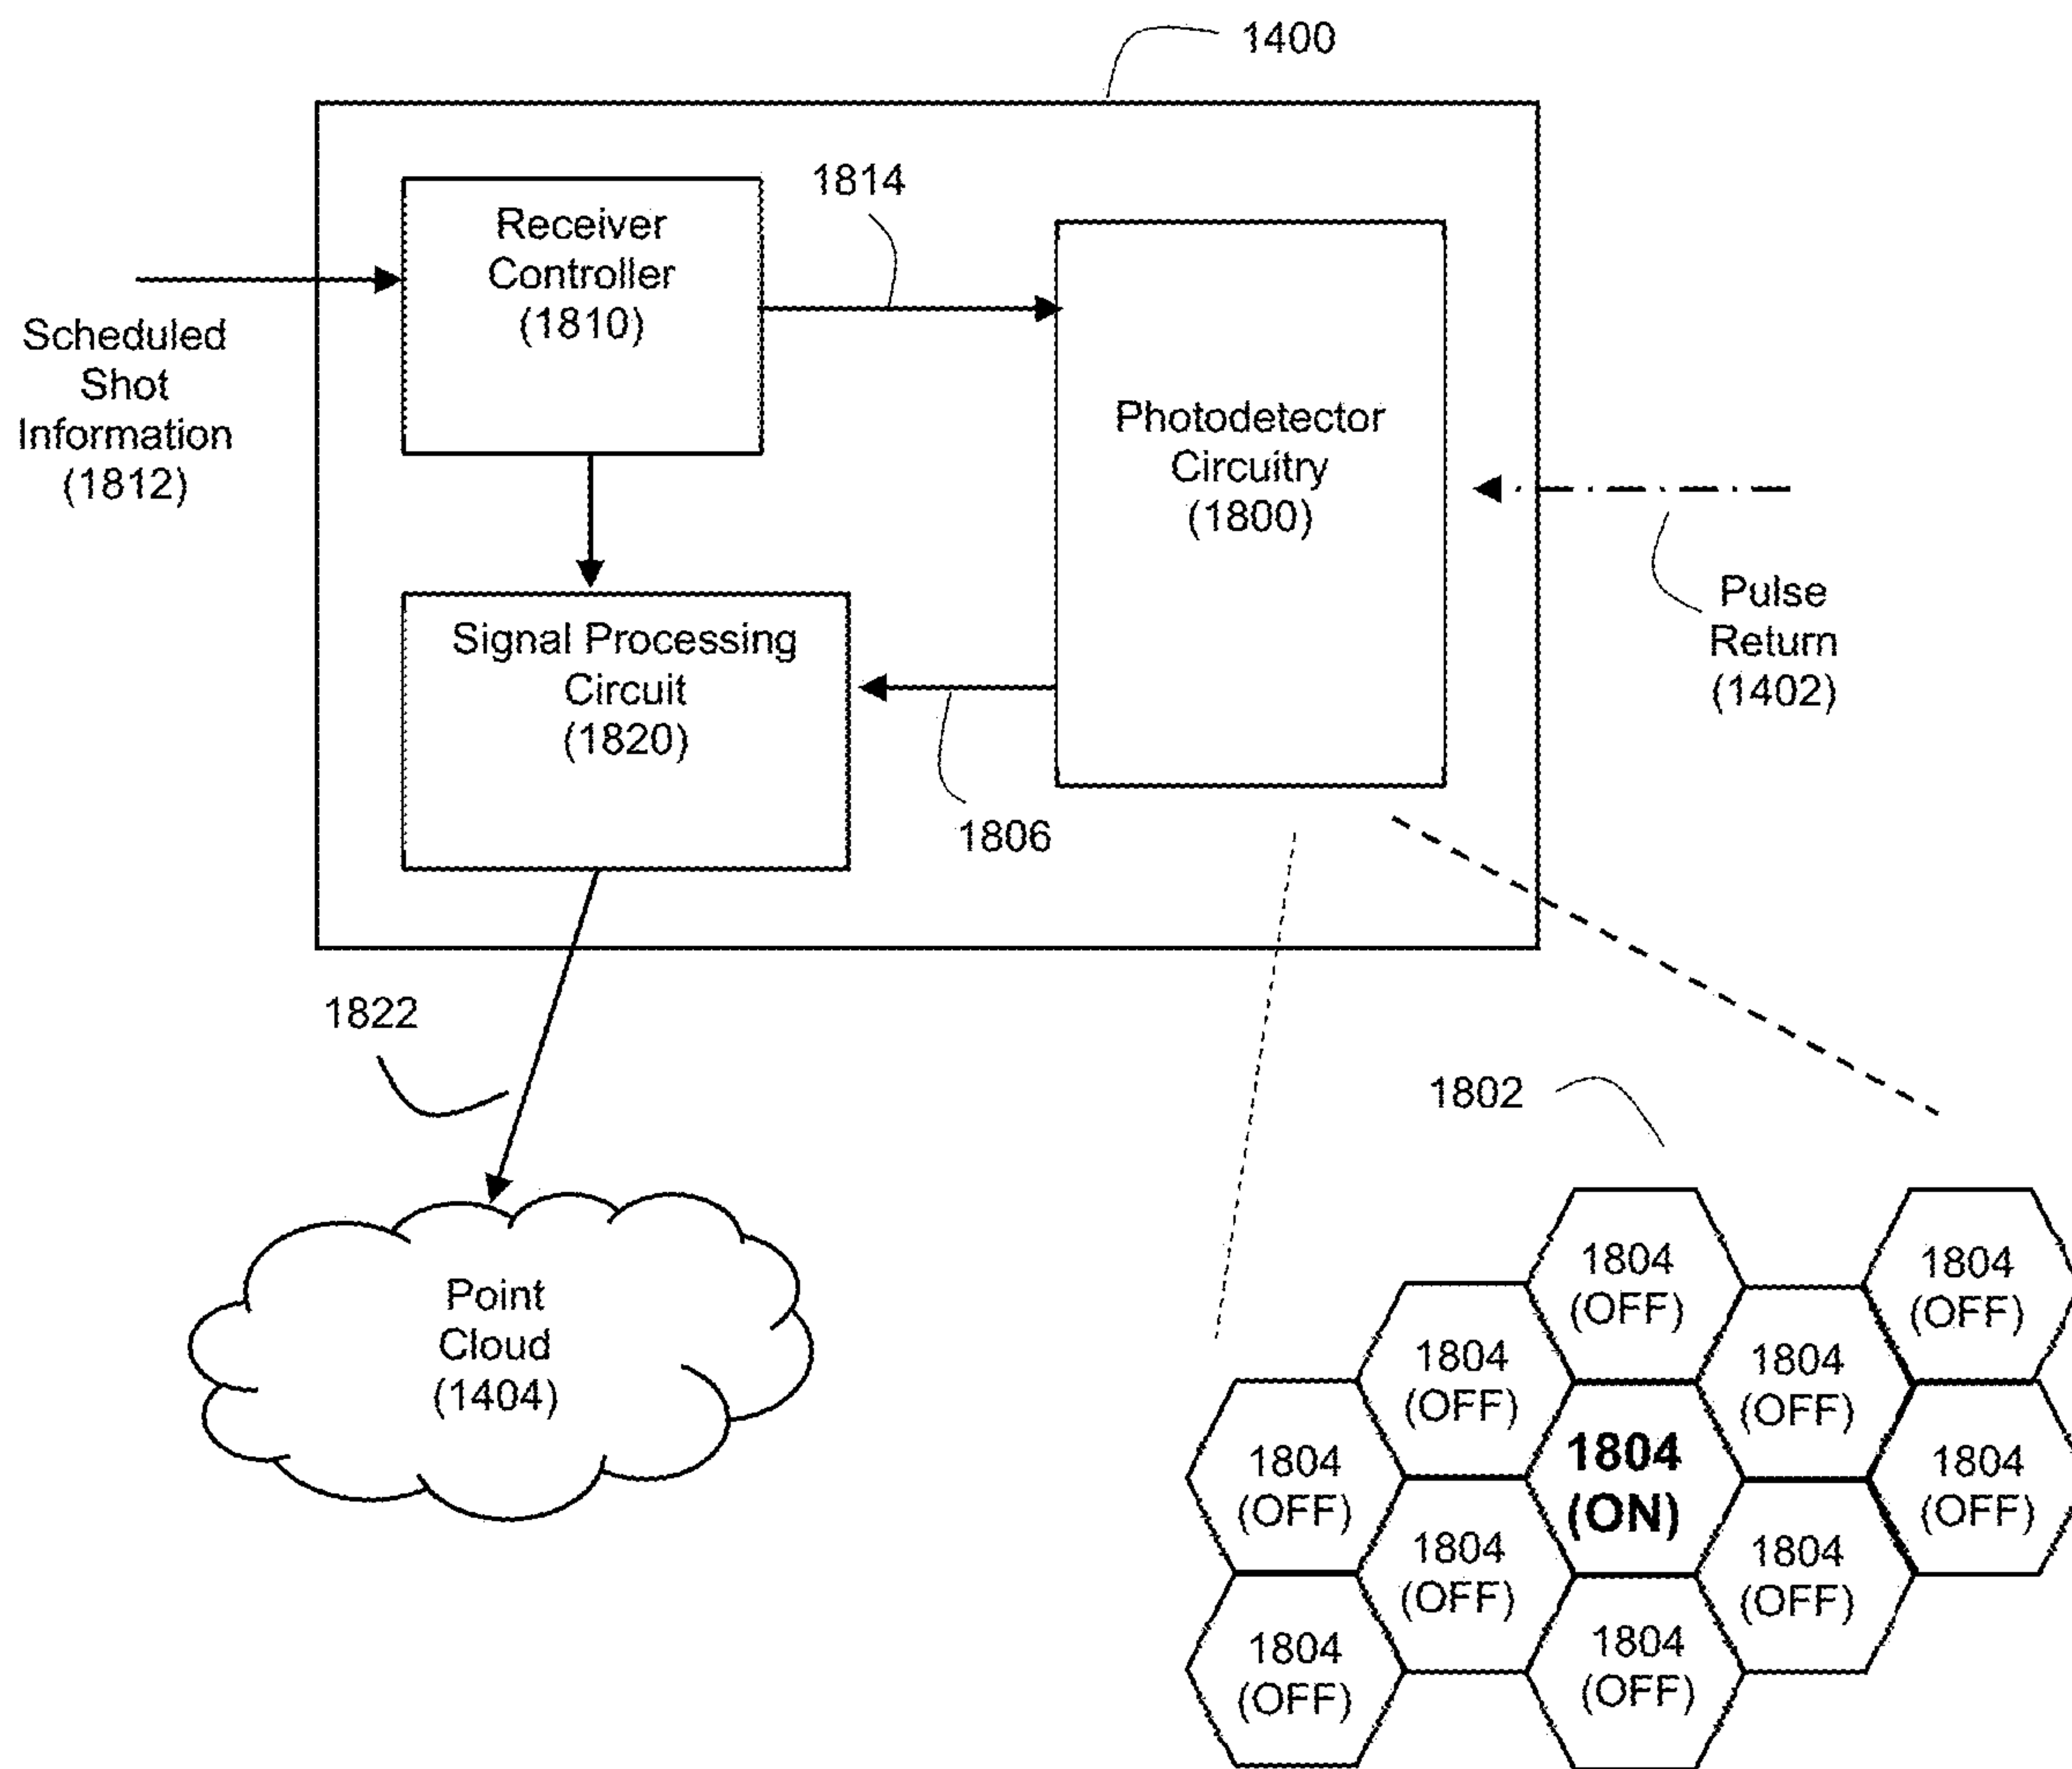 1400
1814
Receiver
Controller
(1810)
Scheduled
Shot
Information
(1812)
Photodetector
Circuitry
(1800)
Pulse
Return
(1402)
Signal Processing
Circuit
(1820)
1806
1822
1802
Point
Cloud
(1404)
1804
(OFF)
1804
(OFF)
1804
(OFF)
1804
(OFF)
1804
(OFF)
1804
(ON)
1804
(OFF)
1804
(OFF)
1804
(OFF)
1804
(OFF)
1804
(OFF)